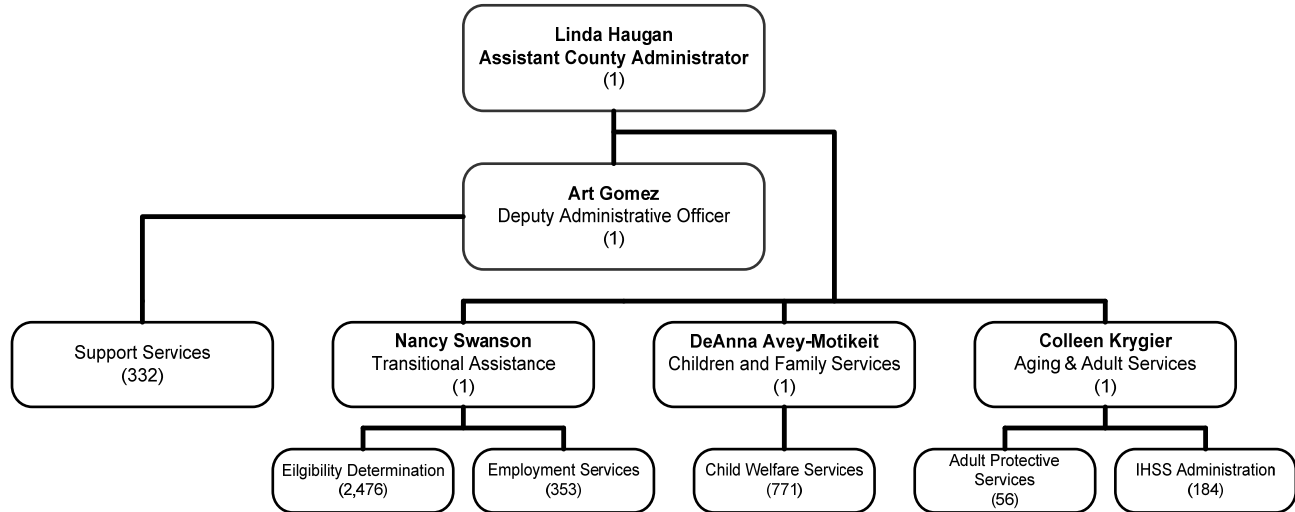 Linda Haugan
Assistant County Administrator
(1)
Art Gomez
Deputy Administrative Officer
(1)
Support Services
(332)
Nancy Swanson
Transitional Assistance
(1)
DeAnna Avey-Motikeit
Children and Family Services
(1)
Colleen Krygier
Aging & Adult Services
(1)
Eilgibility Determination
(2,476)
Employment Services
(353)
Child Welfare Services
(771)
Adult Protective
Services
(56)
IHSS Administration
(184)